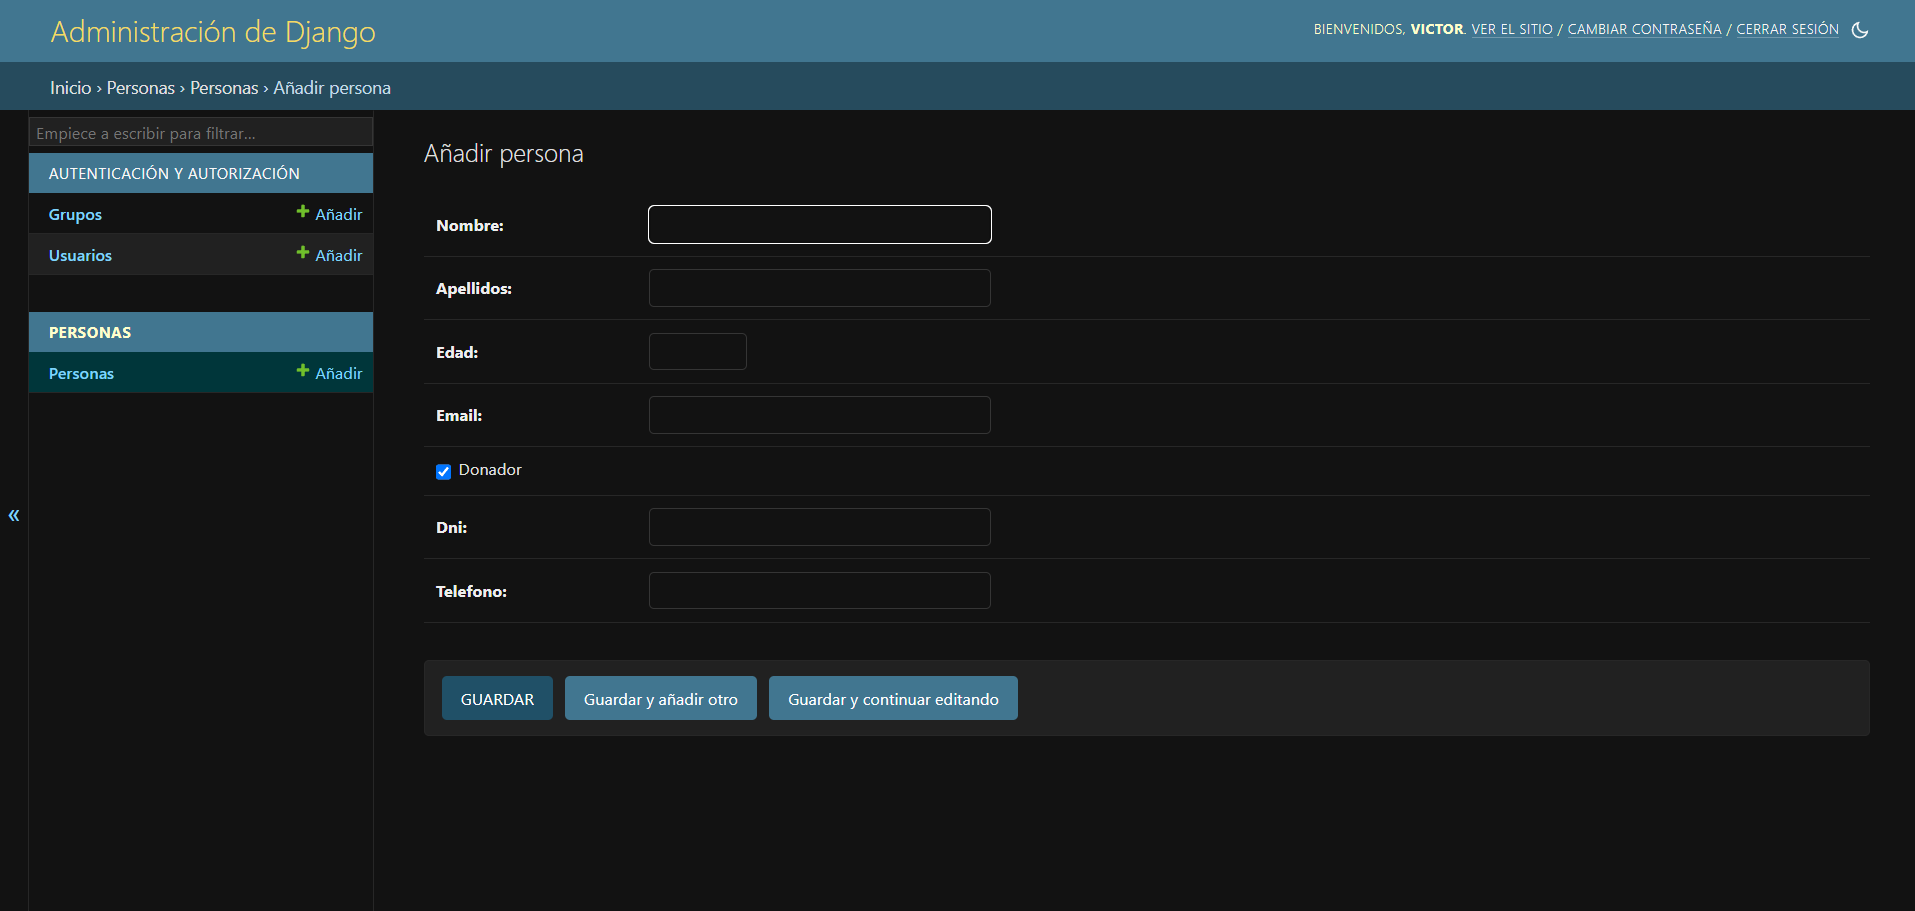 Administración de Django
BIENVENIDOS, VICTOR. VER EL SITIO / CAMBIAR CONTRASEÑA / CERRAR SESIÓN
Inicio › Personas › Personas › Añadir persona
Empiece a escribir para filtrar...
AUTENTICACIÓN Y AUTORIZACIÓN
Grupos Añadir
Usuarios Añadir
PERSONAS
Personas Añadir
«
Añadir persona
Nombre:
Apellidos:
Edad:
Email:
Donador
Dni:
Telefono:
GUARDAR Guardar y añadir otro Guardar y continuar editando